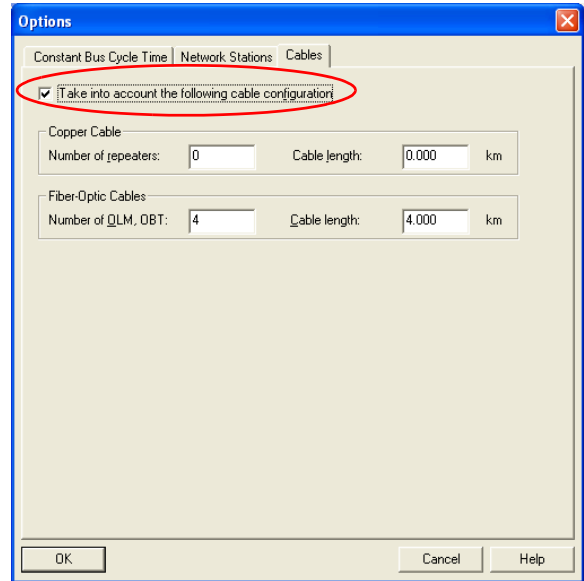 Options
Constant Bus Cycle Time Network Stations Cables
Take into account the following cable configuration
Copper Cable
Number of repeaters: 0 Cable length: 0.000 km
Fiber-Optic Cables
Number of OLM, OBT: 4 Cable length: 4.000 km
OK Cancel Help